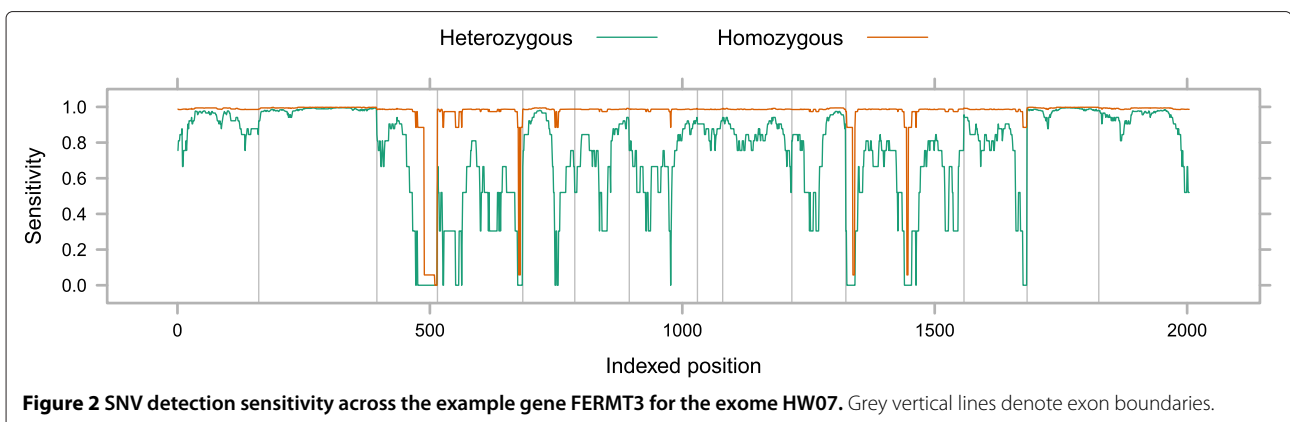 Heterozygous Homozygous
1.0
0.8
0.6
0.4
0.2
0.0
Sensitivity
0 500 1000 1500 2000
Indexed position
Figure 2 SNV detection sensitivity across the example gene FERMT3 for the exome HW07. Grey vertical lines denote exon boundaries.